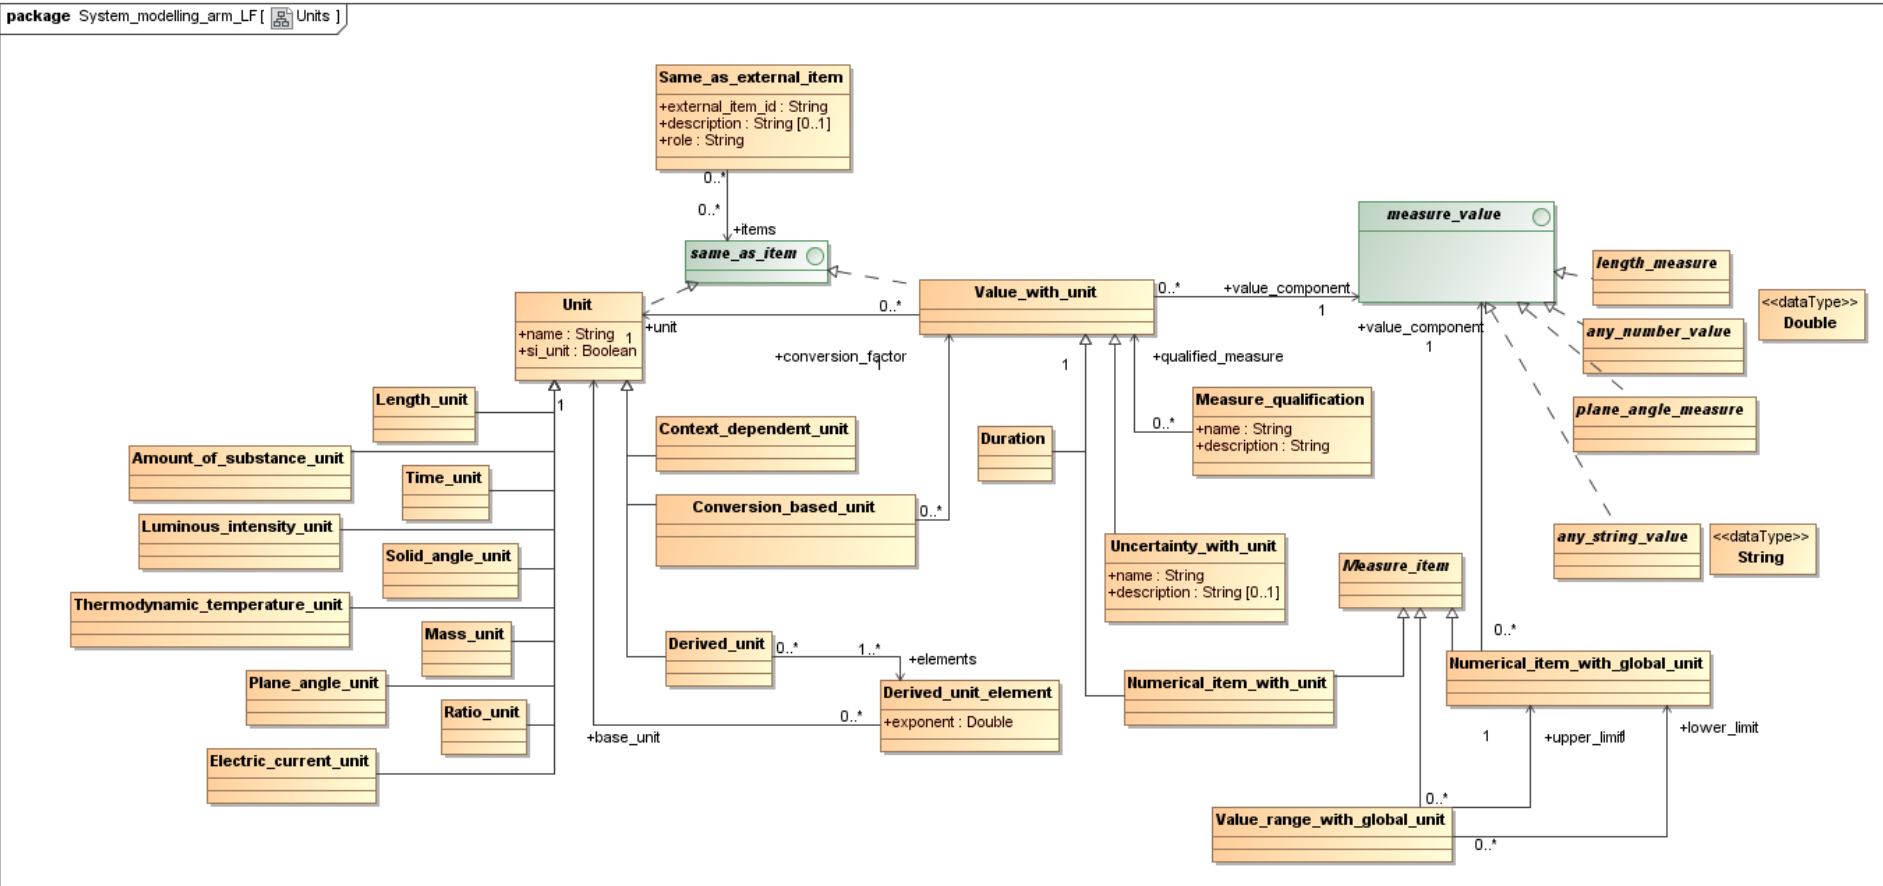 package System_modelling_arm_LF [ Units ]
Same_as_external_item
+external_item_id : String
+description : String [0..1]
+role : String
0..*
0..*
+items
same_as_item
measure_value
length_measure
<<dataType>>
Double
any_number_value
plane_angle_measure
any_string_value
<<dataType>>
String
Value_with_unit
0..*
+value_component
1
+value_component
1
0..*
+unit
Unit
+name : String
1
+si_unit : Boolean
+conversion_factor
1
1
+qualified_measure
Measure_qualification
+name : String
+description : String
0..*
Length_unit
1
Amount_of_substance_unit
Time_unit
Luminous_intensity_unit
Solid_angle_unit
Thermodynamic_temperature_unit
Mass_unit
Plane_angle_unit
Ratio_unit
Electric_current_unit
Context_dependent_unit
Conversion_based_unit
0..*
Duration
Uncertainty_with_unit
+name : String
+description : String [0..1]
Measure_item
Derived_unit
0..*
1..*
+elements
Derived_unit_element
+exponent : Double
0..*
+base_unit
Numerical_item_with_unit
0..*
Numerical_item_with_global_unit
1
+upper_limit
1
+lower_limit
0..*
Value_range_with_global_unit
0..*